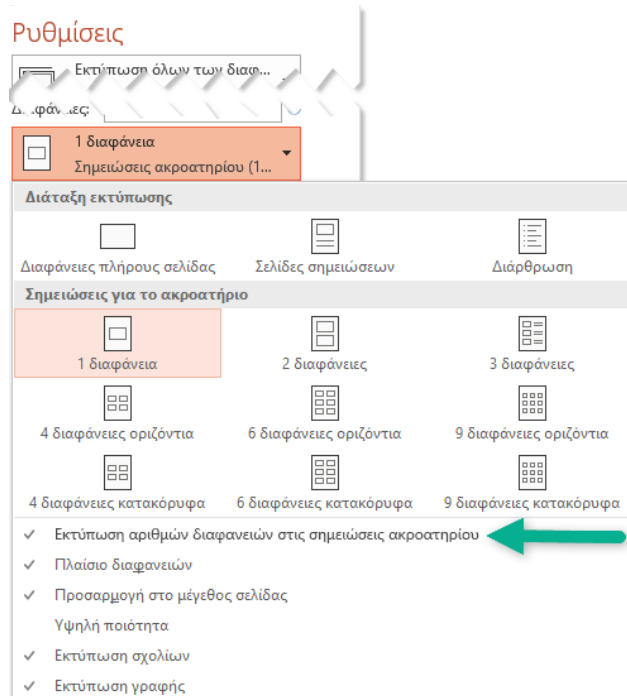 Ρυθμίσεις
Εκτύπωση όλων των διαφ...
Διαφάνειες:
1 διαφάνεια
Σημειώσεις ακροατηρίου (1...
Διάταξη εκτύπωσης
Διαφάνειες πλήρους σελίδας Σελίδες σημειώσεων Διάρθρωση
Σημειώσεις για το ακροατήριο
1 διαφάνεια 2 διαφάνειες 3 διαφάνειες
4 διαφάνειες οριζόντια 6 διαφάνειες οριζόντια 9 διαφάνειες οριζόντια
4 διαφάνειες κατακόρυφα 6 διαφάνειες κατακόρυφα 9 διαφάνειες κατακόρυφα
Εκτύπωση αριθμών διαφανειών στις σημειώσεις ακροατηρίου
Πλαίσιο διαφανειών
Προσαρμογή στο μέγεθος σελίδας
Υψηλή ποιότητα
Εκτύπωση σχολίων
Εκτύπωση γραφής